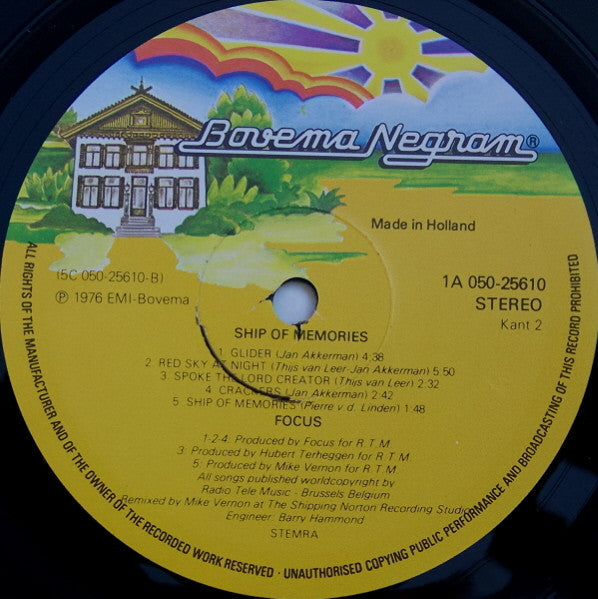 Bovema Negram®
Made in Holland
(5C 050-25610-B)
℗ 1976 EMI-Bovema
1A 050-25610
STEREO
Kant 2
SHIP OF MEMORIES
1 GLIDER (Jan Akkerman) 4:38
2 RED SKY AT NIGHT (Thijs van Leer-Jan Akkerman) 5:50
3 SPOKE THE LORD CREATOR (Thijs van Leer) 2:32
4 CRACKERS (Jan Akkerman) 2:42
5 SHIP OF MEMORIES (Pierre v d. Linden) 1:48
FOCUS
1-2-4: Produced by Focus for R.T.M
3: Produced by Hubert Terheggen for R.T.M
5: Produced by Mike Vernon for R.T.M
All songs published worldcopyright by
Radio Tele Music - Brussels Belgium
Remixed by Mike Vernon at The Shipping Norton Recording Studio
Engineer: Barry Hammond
STEMRA
ALL RIGHTS OF THE MANUFACTURER AND OF THE OWNER OF THE RECORDED WORK RESERVED · UNAUTHORISED COPYING PUBLIC PERFORMANCE AND BROADCASTING OF THIS RECORD PROHIBITED